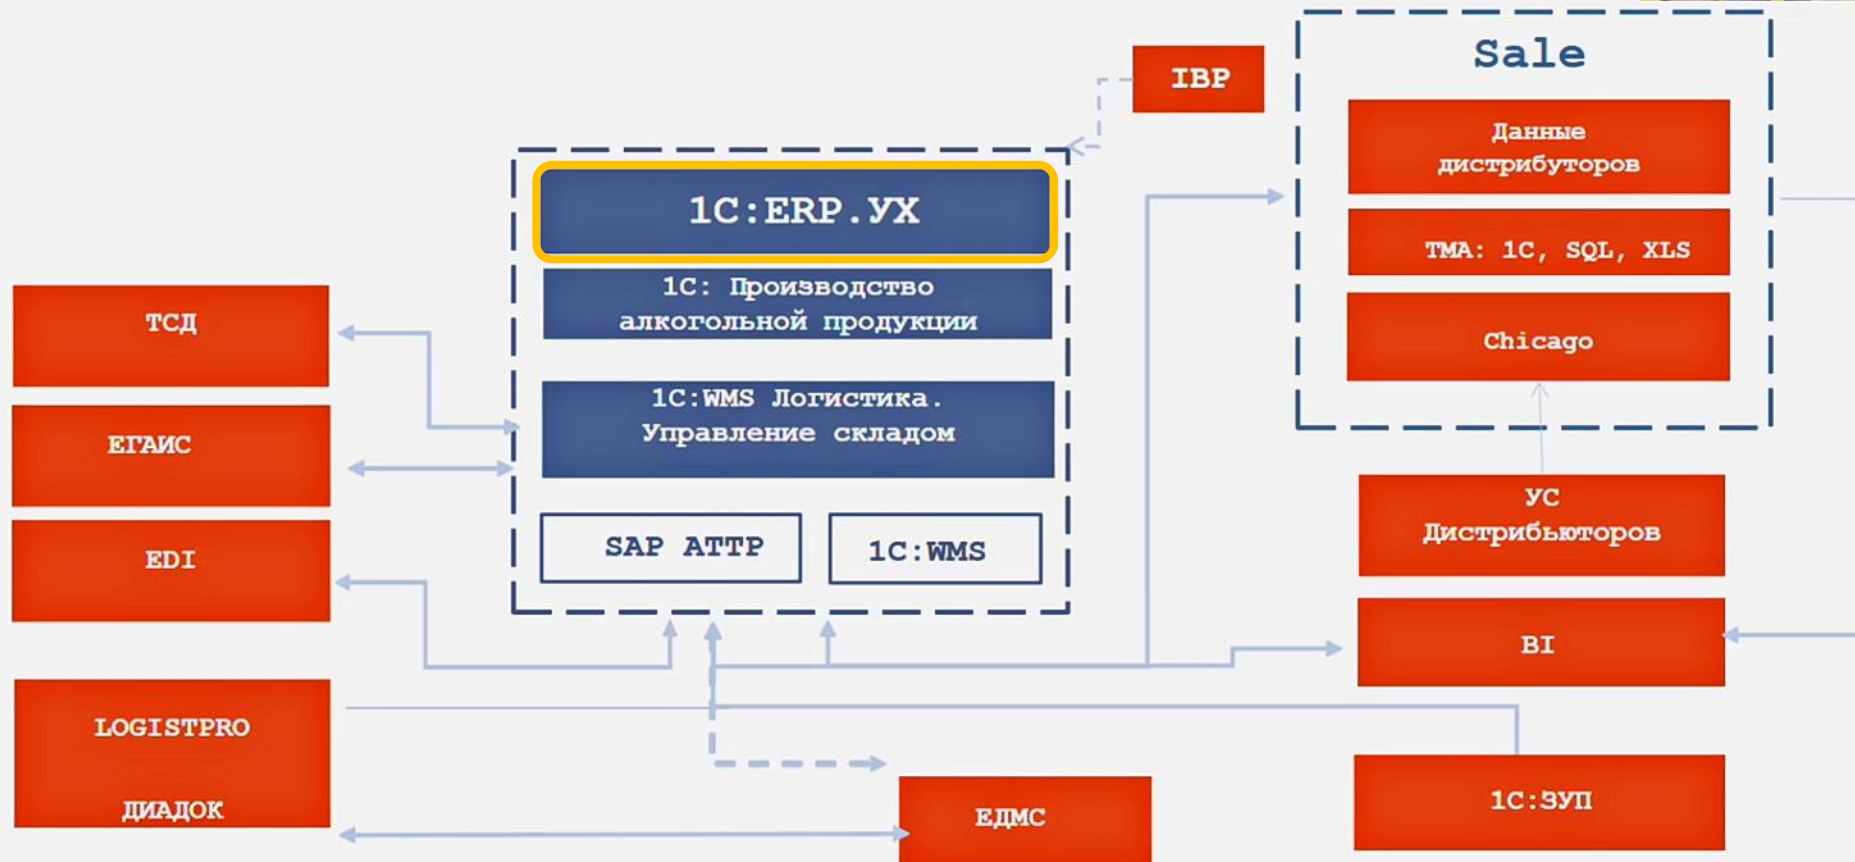 IBP
Sale
Данные
дистрибуторов
ТМА: 1С, SQL, XLS
Chicago
1С:ERP.УХ
1С: Производство
алкогольной продукции
1С:WMS Логистика.
Управление складом
SAP ATTP
1С:WMS
ТСД
ЕГАИС
EDI
LOGISTPRO
ДИАДОК
УС
Дистрибьюторов
BI
1С:ЗУП
ЕДМС